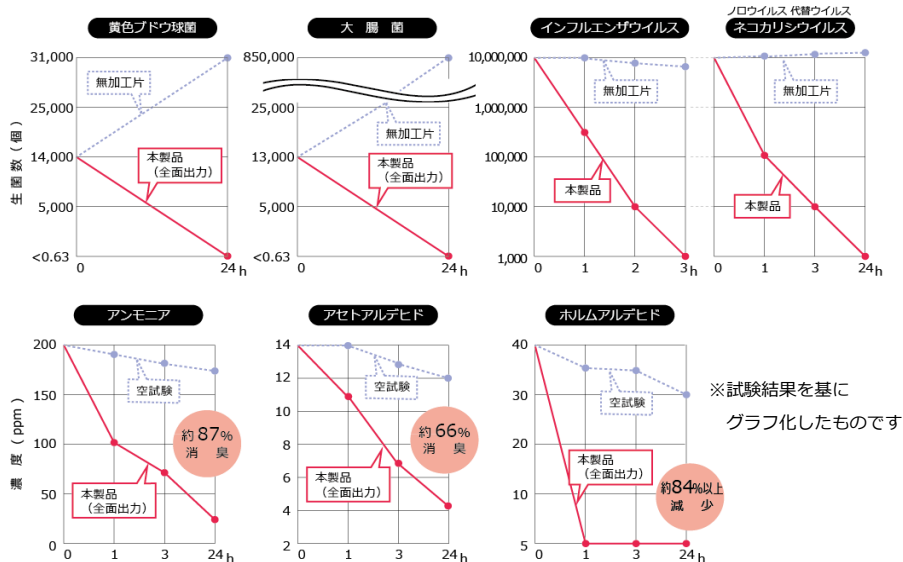 黄色ブドウ球菌
31,000
25,000
14,000
5,000
<0.63
生菌数(個)
無加工片
本製品
(全面出力)
0
24
h
大腸菌
850,000
25,000
13,000
5,000
<0.63
無加工片
本製品
(全面出力)
0
24
h
インフルエンザウイルス
10,000,000
1,000,000
100,000
10,000
1,000
無加工片
本製品
0
1
2
3
h
ノロウイルス 代替ウイルス
ネコカリシウイルス
無加工片
本製品
0
1
3
24
h
アンモニア
200
150
100
50
0
濃度(ppm)
空試験
約87%
消臭
本製品
(全面出力)
0
1
3
24
h
アセトアルデヒド
14
12
10
8
6
4
2
空試験
約66%
消臭
本製品
(全面出力)
0
1
3
24
h
ホルムアルデヒド
40
30
20
10
5
空試験
本製品
(全面出力)
約84%以上
減少
0
1
3
24
h
※試験結果を基に
グラフ化したものです